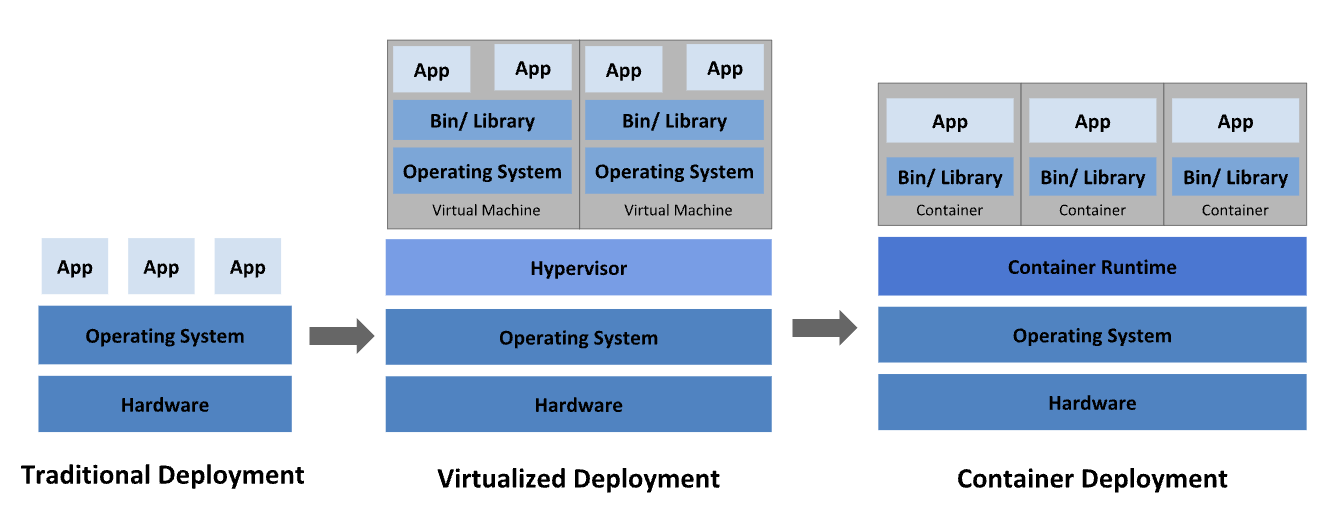 App
App
App
Operating System
Hardware
Traditional Deployment
App
App
Bin/ Library
Operating System
Virtual Machine
App
App
Bin/ Library
Operating System
Virtual Machine
Hypervisor
Operating System
Hardware
Virtualized Deployment
App
Bin/ Library
Container
App
Bin/ Library
Container
App
Bin/ Library
Container
Container Runtime
Operating System
Hardware
Container Deployment